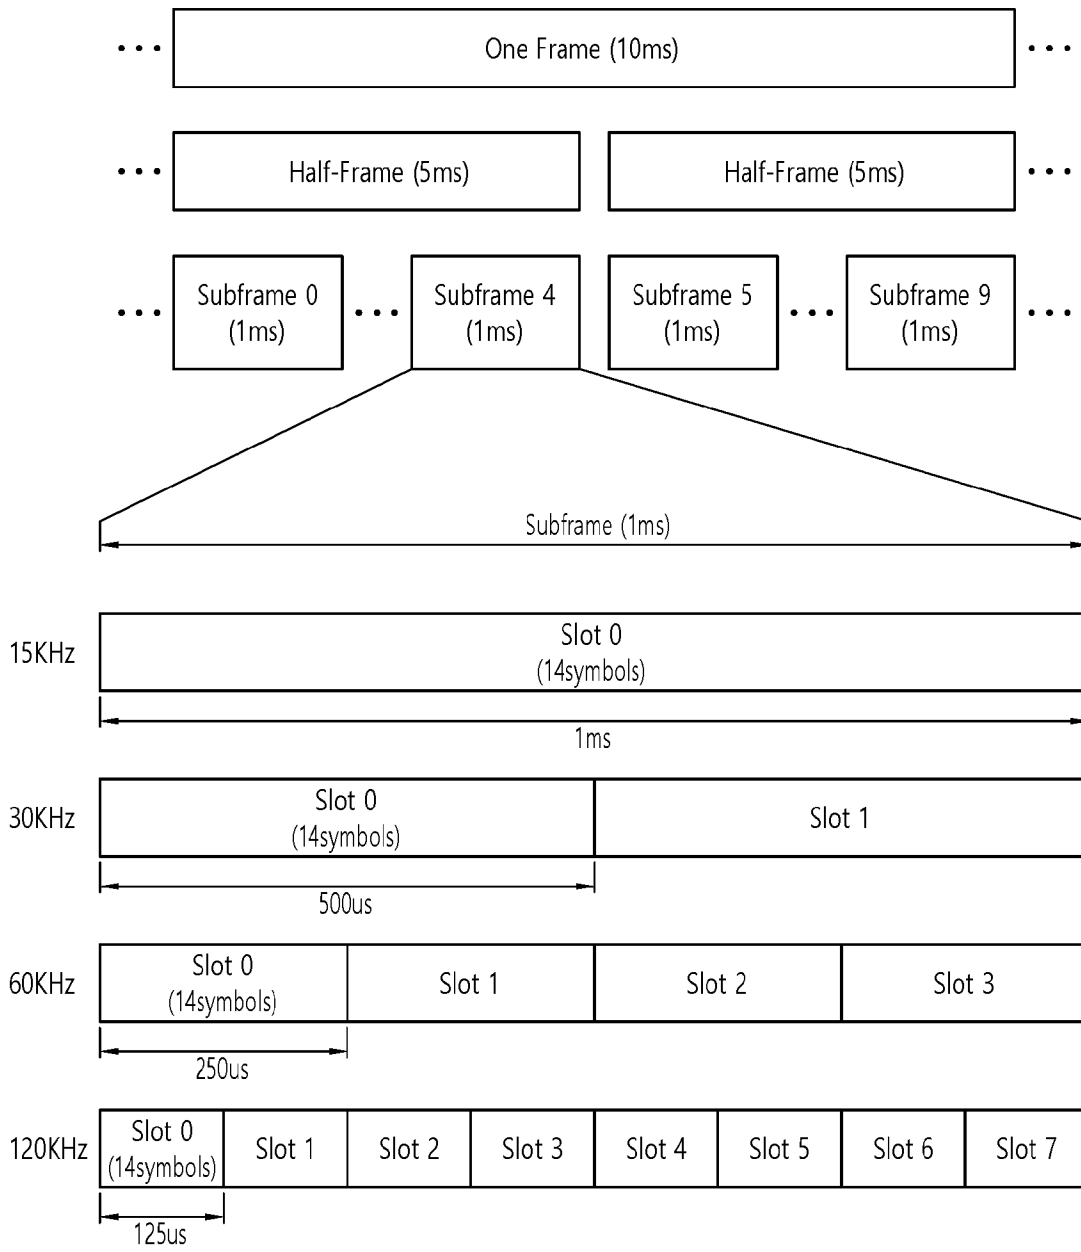 One Frame (10ms)
Half-Frame (5ms)
Half-Frame (5ms)
Subframe 0
(1ms)
Subframe 4
(1ms)
Subframe 5
(1ms)
Subframe 9
(1ms)
Subframe (1ms)
15KHz
Slot 0
(14symbols)
1ms
30KHz
Slot 0
(14symbols)
Slot 1
500us
60KHz
Slot 0
(14symbols)
Slot 1
Slot 2
Slot 3
250us
120KHz
Slot 0
(14symbols)
Slot 1
Slot 2
Slot 3
Slot 4
Slot 5
Slot 6
Slot 7
125us